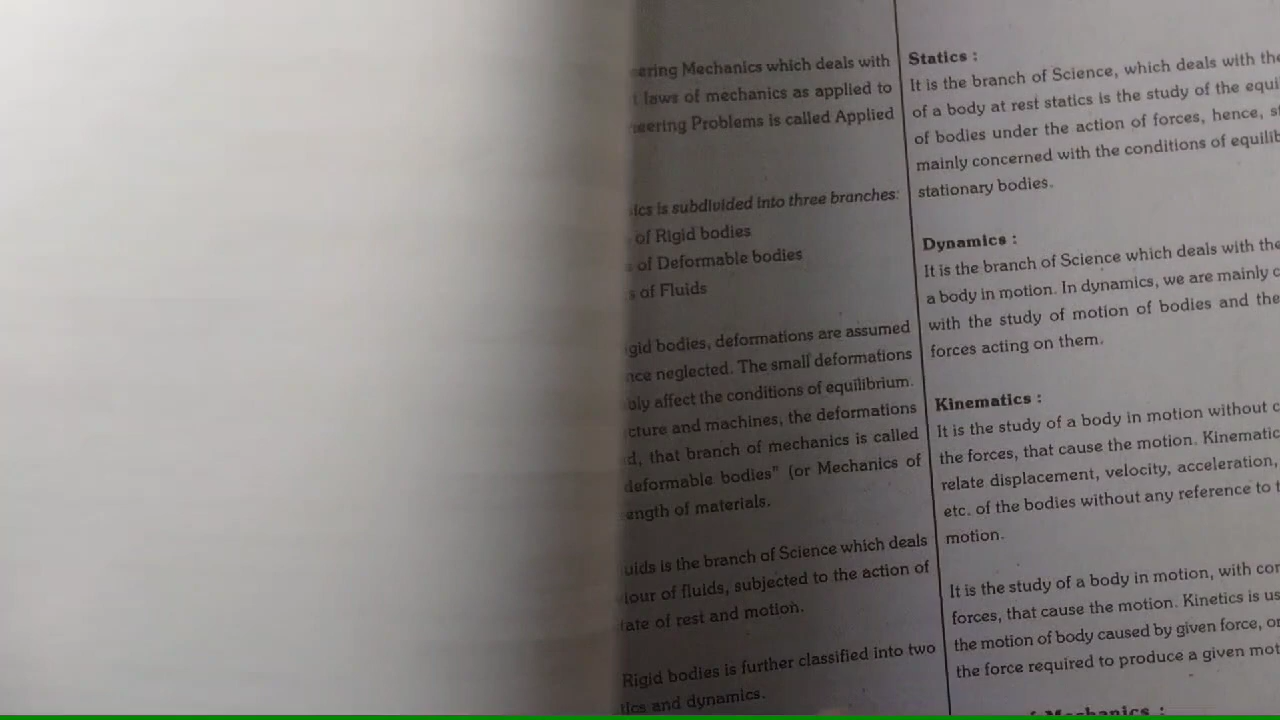 ering Mechanics which deals with
laws of mechanics as applied to
neering Problems is called Applied
ics is subdivided into three branches:
of Rigid bodies
of Deformable bodies
s of Fluids
gid bodies, deformations are assumed
nce neglected. The small deformations
bly affect the conditions of equilibrium.
cture and machines, the deformations
d, that branch of mechanics is called
deformable bodies" (or Mechanics of
ength of materials.
uids is the branch of Science which deals
iour of fluids, subjected to the action of
tate of rest and motion.
Rigid bodies is further classified into two
tics and dynamics.
Statics :
It is the branch of Science, which deals with the
of a body at rest statics is the study of the equi
of bodies under the action of forces, hence, s
mainly concerned with the conditions of equilib
stationary bodies.
Dynamics :
It is the branch of Science which deals with the
a body in motion. In dynamics, we are mainly c
with the study of motion of bodies and the
forces acting on them.
Kinematics :
It is the study of a body in motion without c
the forces, that cause the motion. Kinematic
relate displacement, velocity, acceleration,
etc. of the bodies without any reference to t
motion.
It is the study of a body in motion, with con
forces, that cause the motion. Kinetics is us
the motion of body caused by given force, or
the force required to produce a given mot
Mechanics :